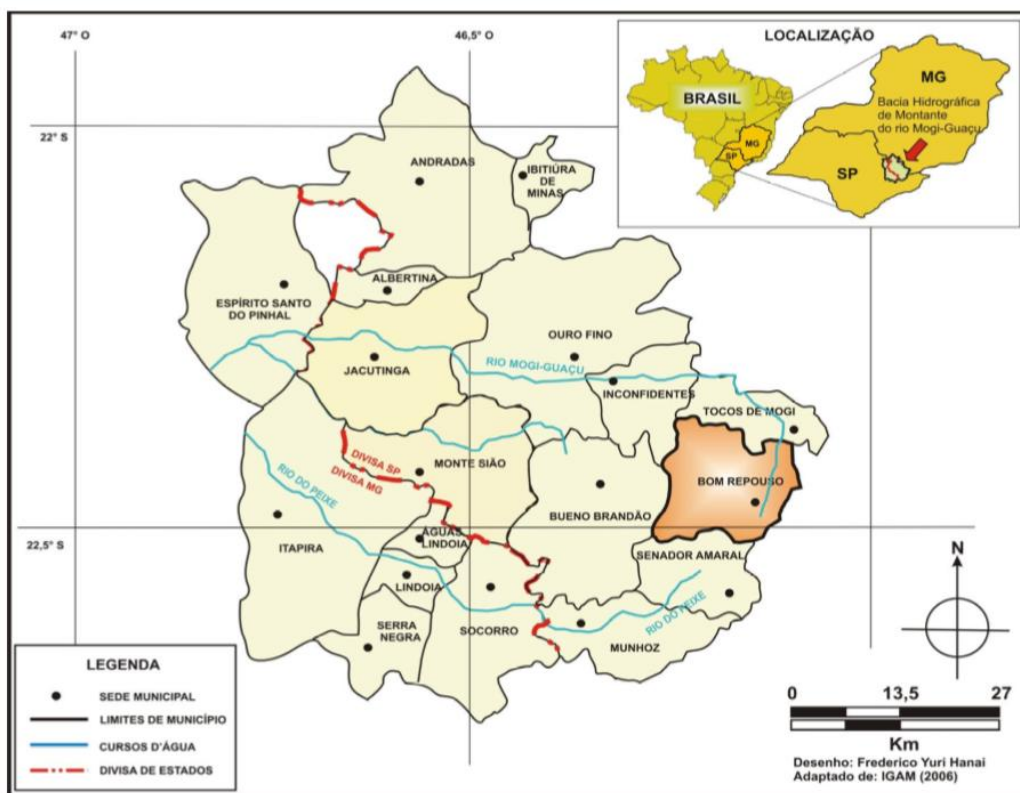 47° O
46,5° O
LOCALIZAÇÃO
22° S
BRASIL
MG
SP
MG
Bacia Hidrográfica
de Montante
do rio Mogi-Guaçu
SP
ANDRADAS
IBITIÚRA
DE
MINAS
ALBERTINA
ESPÍRITO SANTO
DO PINHAL
OURO FINO
JACUTINGA
RIO MOGI-GUAÇU
INCONFIDENTES
TOCOS DE MOGI
DIVISA SP
DIVISA MG
MONTE SIÃO
BOM REPOUSO
RIO DO PEIXE
BUENO BRANDÃO
22,5° S
ITAPIRA
ÁGUAS
LINDOIA
SENADOR AMARAL
LINDOIA
RIO DO PEIXE
SERRA
NEGRA
SOCORRO
MUNHOZ
N
LEGENDA
SEDE MUNICIPAL
LIMITES DE MUNICÍPIO
CURSOS D'ÁGUA
DIVISA DE ESTADOS
0 13,5 27
Km
Desenho: Frederico Yuri Hanai
Adaptado de: IGAM (2006)